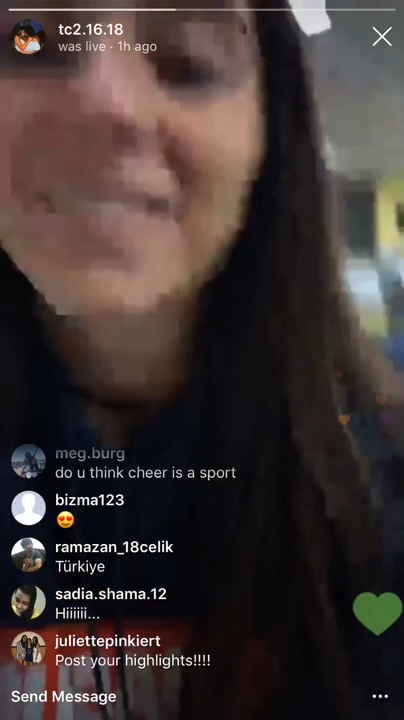 tc2.16.18
was live · 1h ago
meg.burg
do u think cheer is a sport
bizma123
😍
ramazan_18celik
Türkiye
sadia.shama.12
Hiiiiii...
juliettepinkiert
Post your highlights!!!!
Send Message